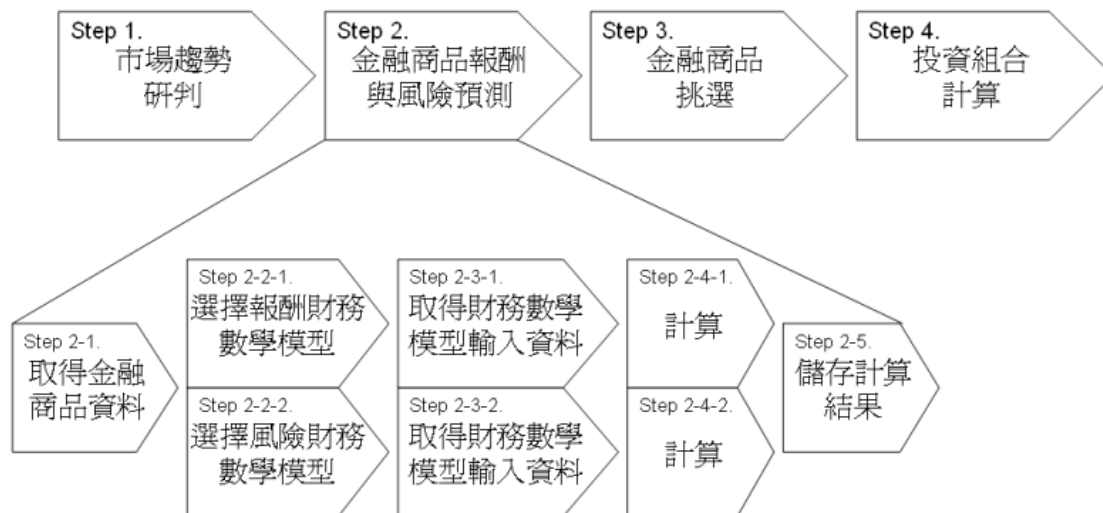 Step 1.
市場趨勢
研判
Step 2.
金融商品報酬
與風險預測
Step 3.
金融商品
挑選
Step 4.
投資組合
計算
Step 2-1.
取得金融
商品資料
Step 2-2-1.
選擇報酬財務
數學模型
Step 2-2-2.
選擇風險財務
數學模型
Step 2-3-1.
取得財務數學
模型輸入資料
Step 2-3-2.
取得財務數學
模型輸入資料
Step 2-4-1.
計算
Step 2-4-2.
計算
Step 2-5.
儲存計算
結果